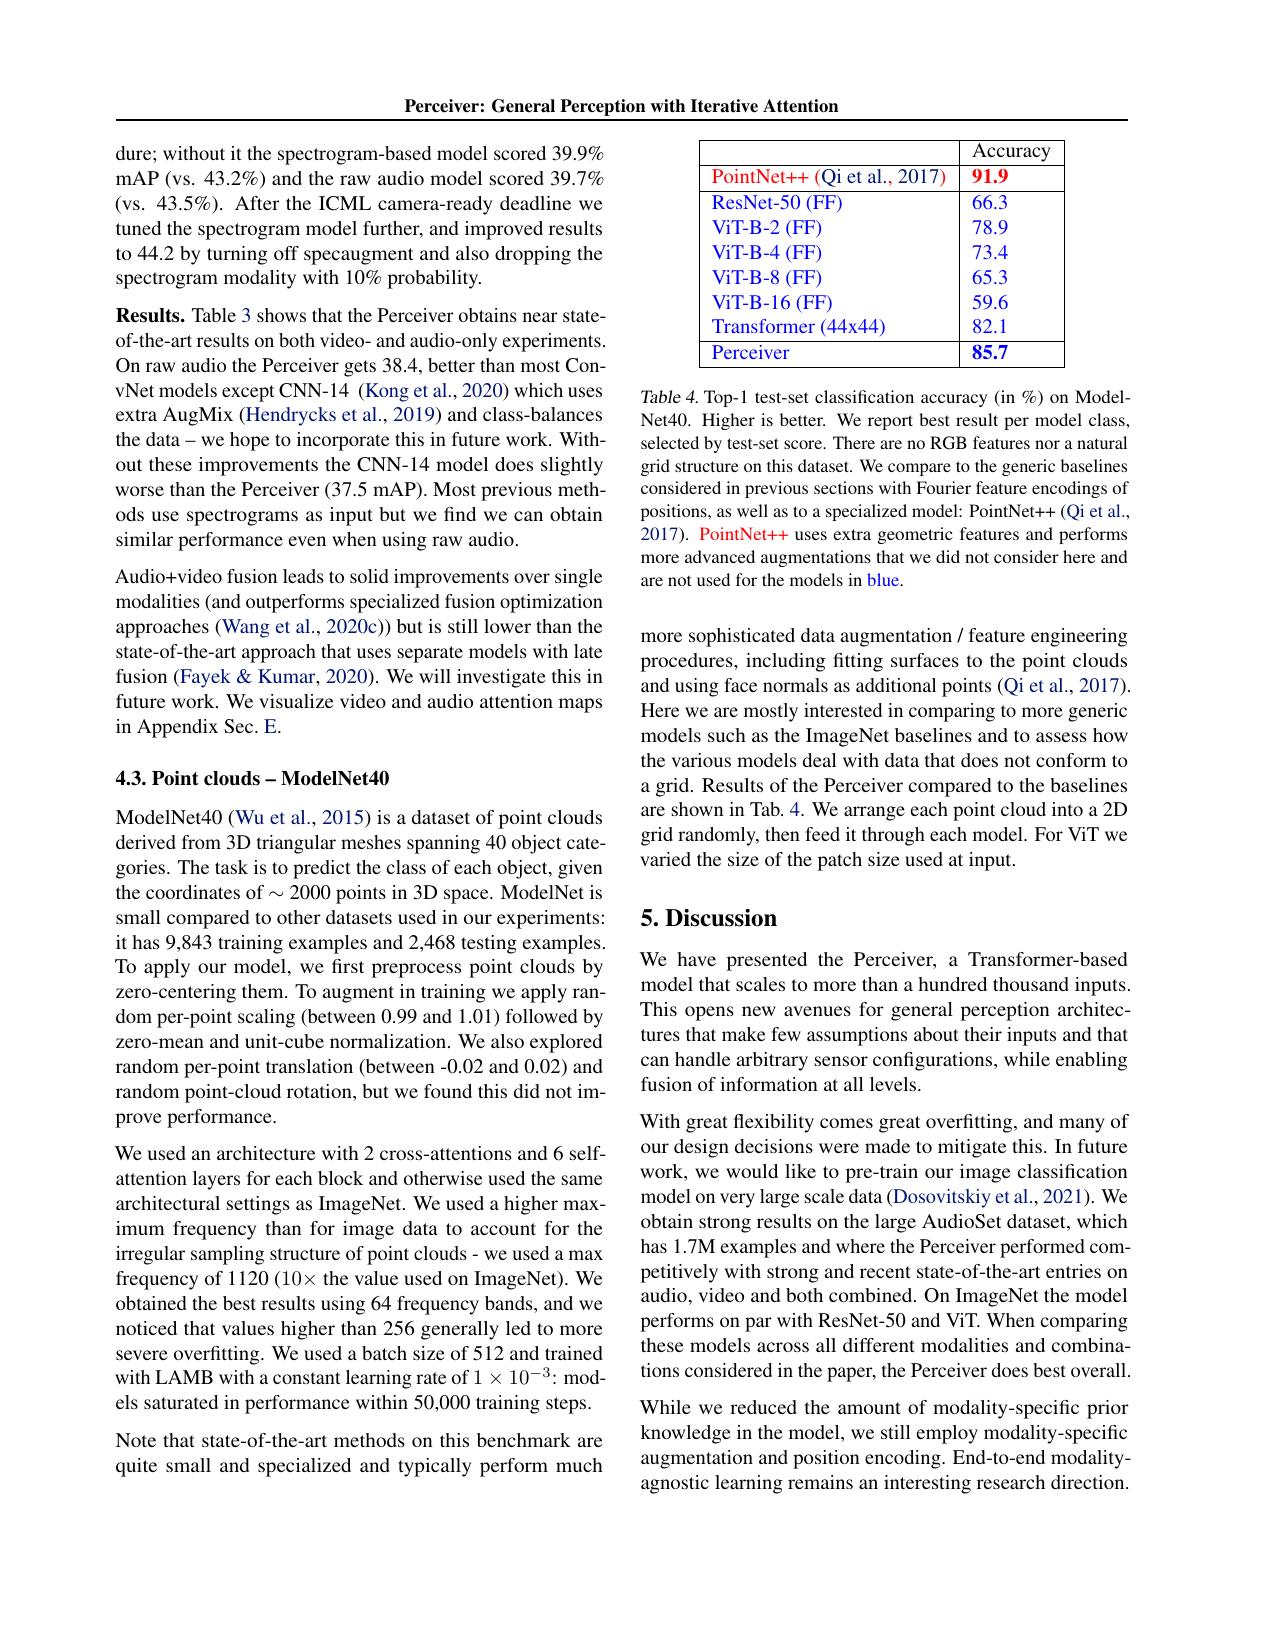 Perceiver: General Perception with Iterative Attention
dure; without it the spectrogram-based model scored 39.9%
mAP (vs. 43.2%) and the raw audio model scored 39.7%
(vs. 43.5%). After the ICML camera-ready deadline we
tuned the spectrogram model further, and improved results
to 44.2 by turning off specaugment and also dropping the
spectrogram modality with 10% probability.
Results. Table 3 shows that the Perceiver obtains near state-
of-the-art results on both video- and audio-only experiments.
On raw audio the Perceiver gets 38.4, better than most Con-
vNet models except CNN-14 (Kong et al., 2020) which uses
extra AugMix (Hendrycks et al., 2019) and class-balances
the data – we hope to incorporate this in future work. With-
out these improvements the CNN-14 model does slightly
worse than the Perceiver (37.5 mAP). Most previous meth-
ods use spectrograms as input but we find we can obtain
similar performance even when using raw audio.
Audio+video fusion leads to solid improvements over single
modalities (and outperforms specialized fusion optimization
approaches (Wang et al., 2020c)) but is still lower than the
state-of-the-art approach that uses separate models with late
fusion (Fayek & Kumar, 2020). We will investigate this in
future work. We visualize video and audio attention maps
in Appendix Sec. E.
4.3. Point clouds – ModelNet40
ModelNet40 (Wu et al., 2015) is a dataset of point clouds
derived from 3D triangular meshes spanning 40 object cate-
gories. The task is to predict the class of each object, given
the coordinates of ∼ 2000 points in 3D space. ModelNet is
small compared to other datasets used in our experiments:
it has 9,843 training examples and 2,468 testing examples.
To apply our model, we first preprocess point clouds by
zero-centering them. To augment in training we apply ran-
dom per-point scaling (between 0.99 and 1.01) followed by
zero-mean and unit-cube normalization. We also explored
random per-point translation (between -0.02 and 0.02) and
random point-cloud rotation, but we found this did not im-
prove performance.
We used an architecture with 2 cross-attentions and 6 self-
attention layers for each block and otherwise used the same
architectural settings as ImageNet. We used a higher max-
imum frequency than for image data to account for the
irregular sampling structure of point clouds - we used a max
frequency of 1120 (10× the value used on ImageNet). We
obtained the best results using 64 frequency bands, and we
noticed that values higher than 256 generally led to more
severe overfitting. We used a batch size of 512 and trained
with LAMB with a constant learning rate of 1 × 10⁻³: mod-
els saturated in performance within 50,000 training steps.
Note that state-of-the-art methods on this benchmark are
quite small and specialized and typically perform much
Accuracy
PointNet++ (Qi et al., 2017) 91.9
ResNet-50 (FF) 66.3
ViT-B-2 (FF) 78.9
ViT-B-4 (FF) 73.4
ViT-B-8 (FF) 65.3
ViT-B-16 (FF) 59.6
Transformer (44x44) 82.1
Perceiver 85.7
Table 4. Top-1 test-set classification accuracy (in %) on Model-
Net40. Higher is better. We report best result per model class,
selected by test-set score. There are no RGB features nor a natural
grid structure on this dataset. We compare to the generic baselines
considered in previous sections with Fourier feature encodings of
positions, as well as to a specialized model: PointNet++ (Qi et al.,
2017). PointNet++ uses extra geometric features and performs
more advanced augmentations that we did not consider here and
are not used for the models in blue.
more sophisticated data augmentation / feature engineering
procedures, including fitting surfaces to the point clouds
and using face normals as additional points (Qi et al., 2017).
Here we are mostly interested in comparing to more generic
models such as the ImageNet baselines and to assess how
the various models deal with data that does not conform to
a grid. Results of the Perceiver compared to the baselines
are shown in Tab. 4. We arrange each point cloud into a 2D
grid randomly, then feed it through each model. For ViT we
varied the size of the patch size used at input.
5. Discussion
We have presented the Perceiver, a Transformer-based
model that scales to more than a hundred thousand inputs.
This opens new avenues for general perception architec-
tures that make few assumptions about their inputs and that
can handle arbitrary sensor configurations, while enabling
fusion of information at all levels.
With great flexibility comes great overfitting, and many of
our design decisions were made to mitigate this. In future
work, we would like to pre-train our image classification
model on very large scale data (Dosovitskiy et al., 2021). We
obtain strong results on the large AudioSet dataset, which
has 1.7M examples and where the Perceiver performed com-
petitively with strong and recent state-of-the-art entries on
audio, video and both combined. On ImageNet the model
performs on par with ResNet-50 and ViT. When comparing
these models across all different modalities and combina-
tions considered in the paper, the Perceiver does best overall.
While we reduced the amount of modality-specific prior
knowledge in the model, we still employ modality-specific
augmentation and position encoding. End-to-end modality-
agnostic learning remains an interesting research direction.